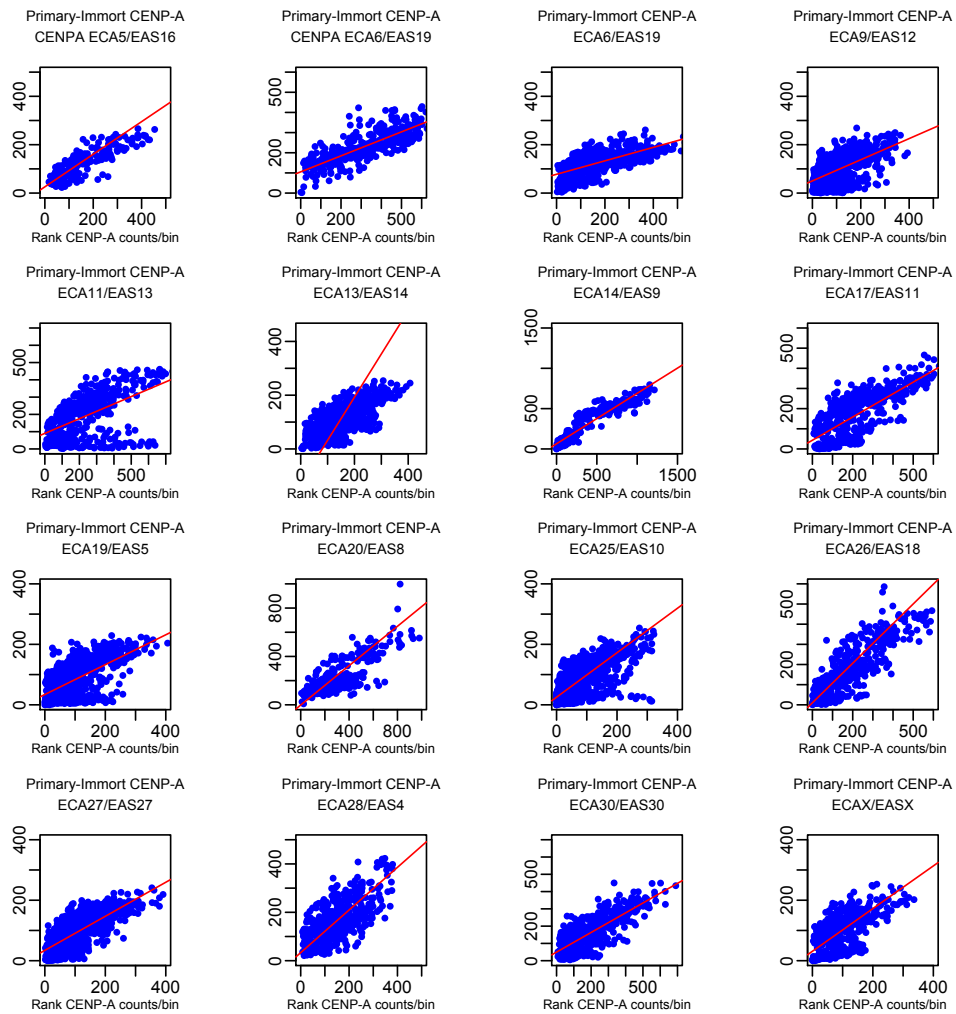 Primary-Immort CENP-A
CENPA ECA5/EAS16
0 200 400
0 200 400
Rank CENP-A counts/bin
Primary-Immort CENP-A
CENPA ECA6/EAS19
0 200 500
0 200 500
Rank CENP-A counts/bin
Primary-Immort CENP-A
ECA6/EAS19
0 200 400
0 200 400
Rank CENP-A counts/bin
Primary-Immort CENP-A
ECA9/EAS12
0 200 400
0 200 400
Rank CENP-A counts/bin
Primary-Immort CENP-A
ECA11/EAS13
0 200 500
200 500
Rank CENP-A counts/bin
Primary-Immort CENP-A
ECA13/EAS14
0 200 400
0 200 400
Rank CENP-A counts/bin
Primary-Immort CENP-A
ECA14/EAS9
0 500 1500
0 500 1500
Rank CENP-A counts/bin
Primary-Immort CENP-A
ECA17/EAS11
0 200 500
0 200 500
Rank CENP-A counts/bin
Primary-Immort CENP-A
ECA19/EAS5
0 200 400
0 200 400
Rank CENP-A counts/bin
Primary-Immort CENP-A
ECA20/EAS8
0 400 800
0 400 800
Rank CENP-A counts/bin
Primary-Immort CENP-A
ECA25/EAS10
0 200 400
0 200 400
Rank CENP-A counts/bin
Primary-Immort CENP-A
ECA26/EAS18
0 200 500
0 200 500
Rank CENP-A counts/bin
Primary-Immort CENP-A
ECA27/EAS27
0 200 400
0 200 400
Rank CENP-A counts/bin
Primary-Immort CENP-A
ECA28/EAS4
0 200 400
0 200 400
Rank CENP-A counts/bin
Primary-Immort CENP-A
ECA30/EAS30
0 200 500
0 200 500
Rank CENP-A counts/bin
Primary-Immort CENP-A
ECAX/EASX
0 200 400
0 200 400
Rank CENP-A counts/bin